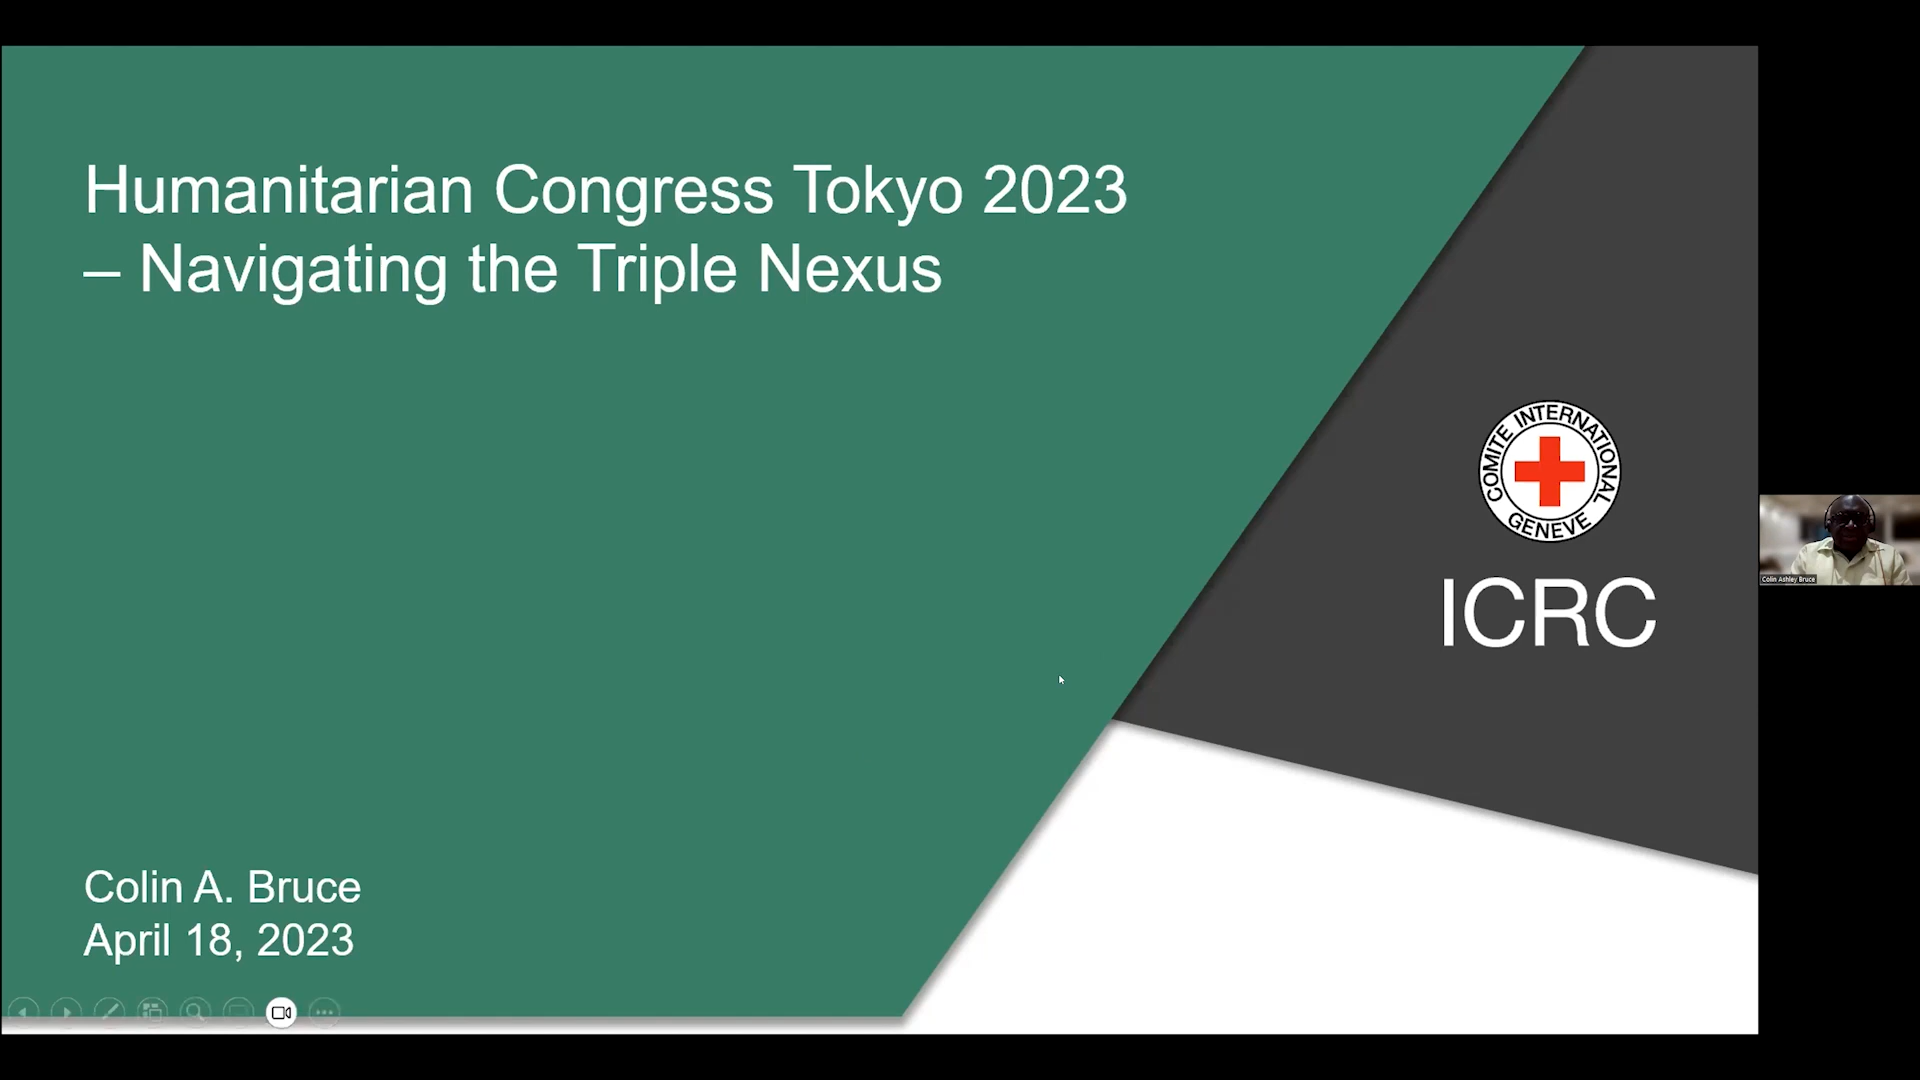 Humanitarian Congress Tokyo 2023
– Navigating the Triple Nexus
COMITE INTERNATIONAL
GENEVE
ICRC
Colin Ashley Bruce
Colin A. Bruce
April 18, 2023